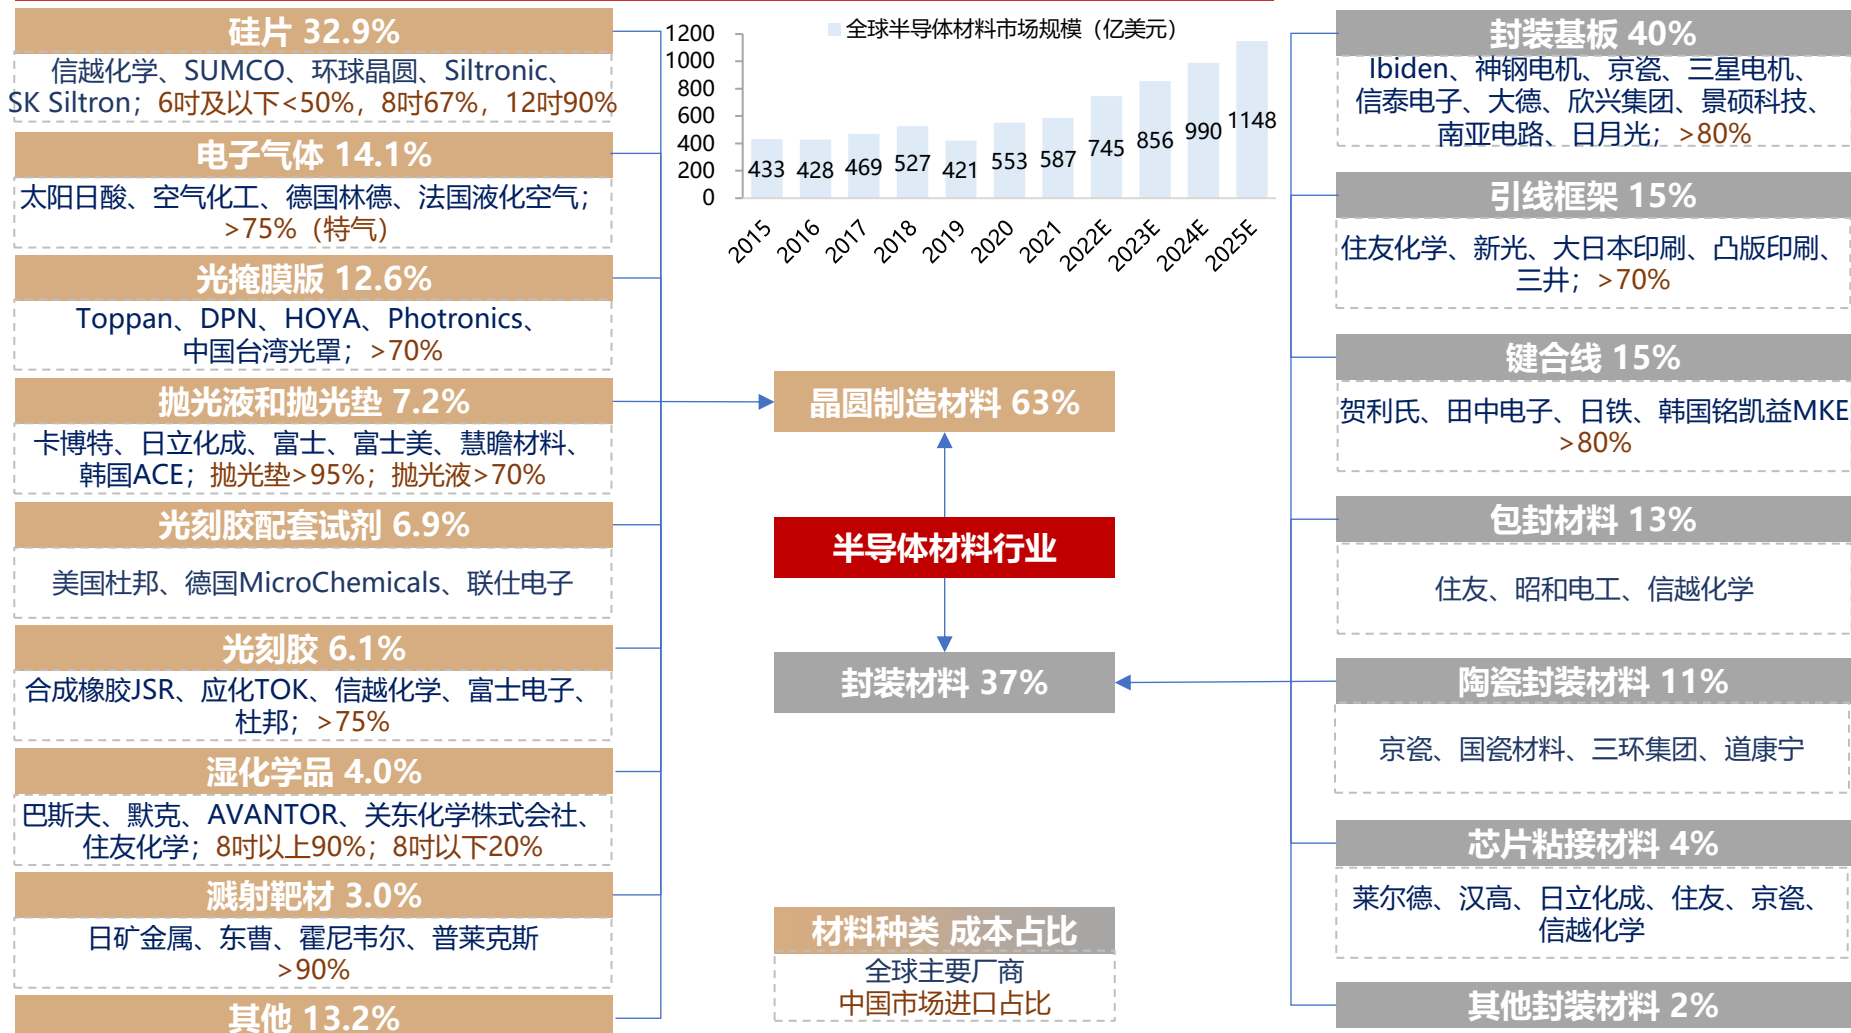 硅片 32.9%
信越化学、SUMCO、环球晶圆、Siltronic、
SK Siltron；6吋及以下<50%，8吋67%，12吋90%
电子气体 14.1%
太阳日酸、空气化工、德国林德、法国液化空气；
>75%（特气）
光掩膜版 12.6%
Toppan、DPN、HOYA、Photronics、
中国台湾光罩；>70%
抛光液和抛光垫 7.2%
卡博特、日立化成、富士、富士美、慧瞻材料、
韩国ACE；抛光垫>95%；抛光液>70%
光刻胶配套试剂 6.9%
美国杜邦、德国MicroChemicals、联仕电子
光刻胶 6.1%
合成橡胶JSR、应化TOK、信越化学、富士电子、
杜邦；>75%
湿化学品 4.0%
巴斯夫、默克、AVANTOR、关东化学株式会社、
住友化学；8吋以上90%；8吋以下20%
溅射靶材 3.0%
日矿金属、东曹、霍尼韦尔、普莱克斯
>90%
其他 13.2%
全球半导体材料市场规模（亿美元）
1200
1000
800
600
400
200
0
433 428 469 527 421 553 587 745 856 990 1148
2015 2016 2017 2018 2019 2020 2021 2022E 2023E 2024E 2025E
晶圆制造材料 63%
半导体材料行业
封装材料 37%
材料种类 成本占比
全球主要厂商
中国市场进口占比
封装基板 40%
Ibiden、神钢电机、京瓷、三星电机、
信泰电子、大德、欣兴集团、景硕科技、
南亚电路、日月光；>80%
引线框架 15%
住友化学、新光、大日本印刷、凸版印刷、
三井；>70%
键合线 15%
贺利氏、田中电子、日铁、韩国铭凯益MKE
>80%
包封材料 13%
住友、昭和电工、信越化学
陶瓷封装材料 11%
京瓷、国瓷材料、三环集团、道康宁
芯片粘接材料 4%
莱尔德、汉高、日立化成、住友、京瓷、
信越化学
其他封装材料 2%